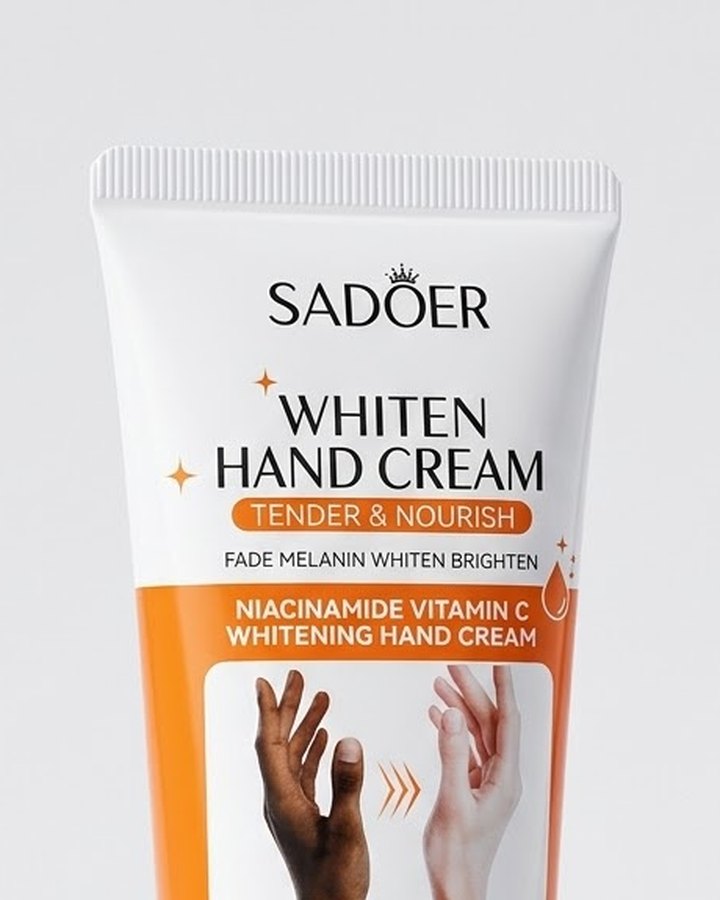 SADOER
WHITEN
HAND CREAM
TENDER & NOURISH
FADE MELANIN WHITEN BRIGHTEN
NIACINAMIDE VITAMIN C
WHITENING HAND CREAM